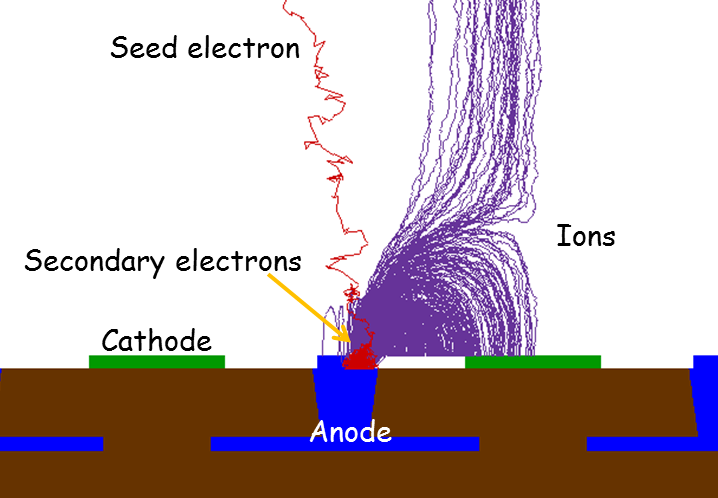 Seed electron
Ions
Secondary electrons
Cathode
Anode